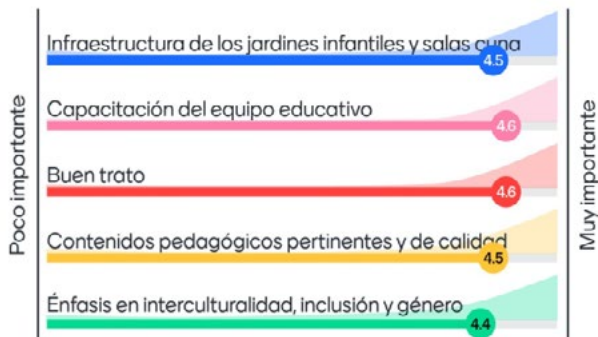 Poco importante
Infraestructura de los jardines infantiles y salas cuna
4.5
Capacitación del equipo educativo
4.6
Buen trato
4.6
Contenidos pedagógicos pertinentes y de calidad
4.5
Énfasis en interculturalidad, inclusión y género
4.4
Muy importante